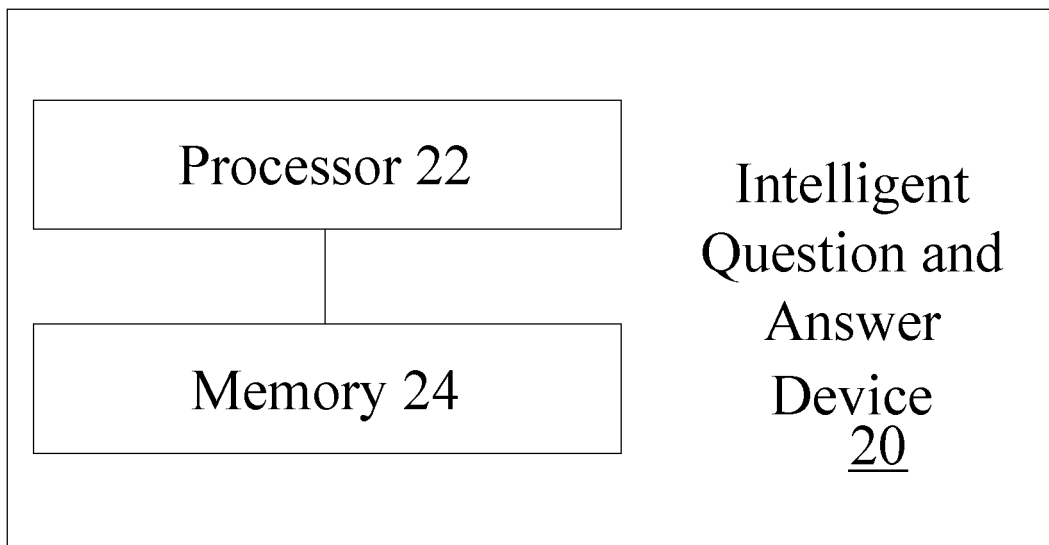 Processor 22
Memory 24
Intelligent
Question and
Answer
Device
20